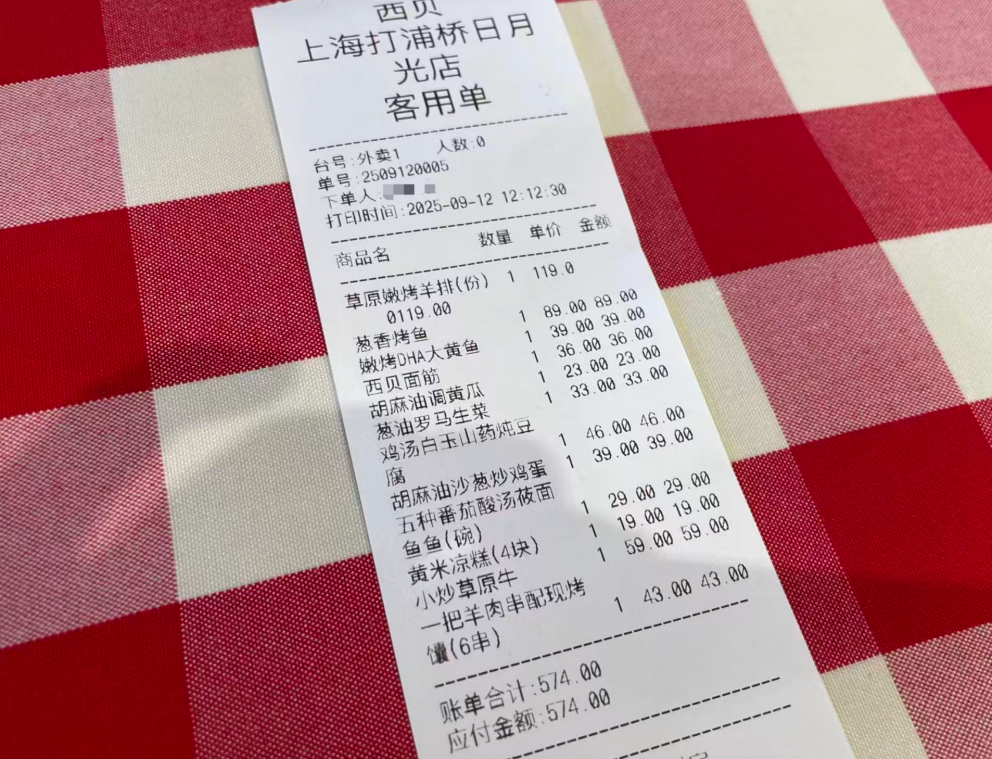 西贝
上海打浦桥日月
光店
客用单
台号:外卖1 人数:0
单号:2509120005
下单人:
打印时间:2025-09-12 12:12:30
商品名 数量 单价 金额
草原嫩烤羊排(份) 1 119.0
0119.00
葱香烤鱼 1 89.00 89.00
嫩烤DHA大黄鱼 1 39.00 39.00
西贝面筋 1 36.00 36.00
胡麻油调黄瓜 1 23.00 23.00
葱油罗马生菜 1 33.00 33.00
鸡汤白玉山药炖豆
腐 1 46.00 46.00
胡麻油沙葱炒鸡蛋 1 39.00 39.00
五种番茄酸汤莜面
鱼鱼(碗) 1 29.00 29.00
黄米凉糕(4块) 1 19.00 19.00
小炒草原牛 1 59.00 59.00
一把羊肉串配现烤
馕(6串) 1 43.00 43.00
账单合计:574.00
应付金额:574.00